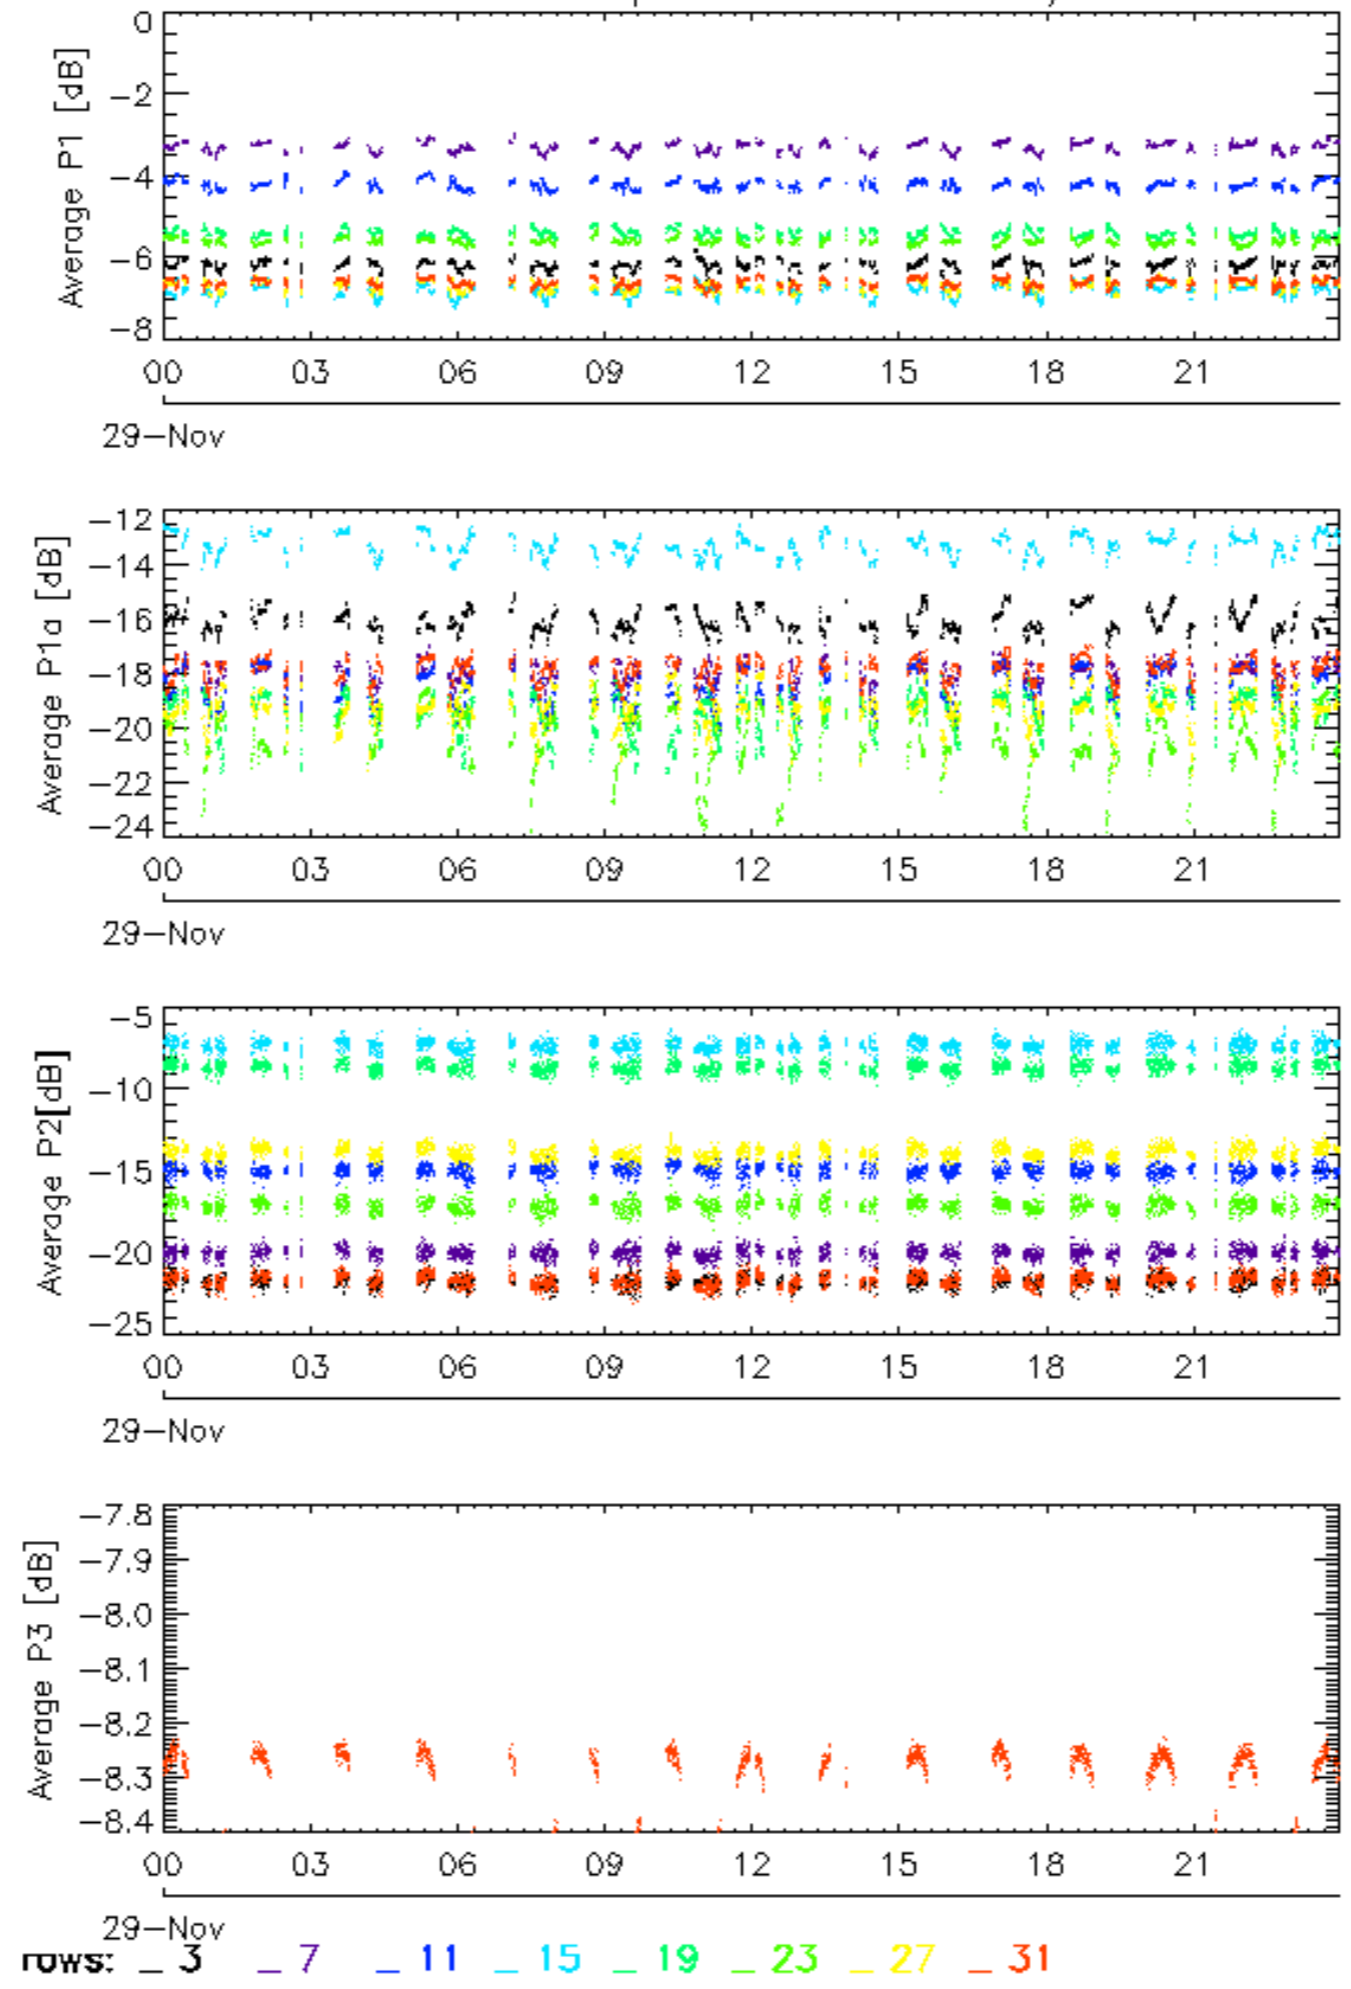 0
-2
-4
-6
-8
Average P1 [dB]
00 03 06 09 12 15 18 21
29-Nov
-12
-14
-16
-18
-20
-22
-24
Average P1a [dB]
00 03 06 09 12 15 18 21
29-Nov
-5
-10
-15
-20
-25
Average P2[dB]
00 03 06 09 12 15 18 21
29-Nov
-7.8
-7.9
-8.0
-8.1
-8.2
-8.3
-8.4
Average P3 [dB]
00 03 06 09 12 15 18 21
29-Nov
rows: _ 3 _ 7 _ 11 _ 15 _ 19 _ 23 _ 27 _ 31